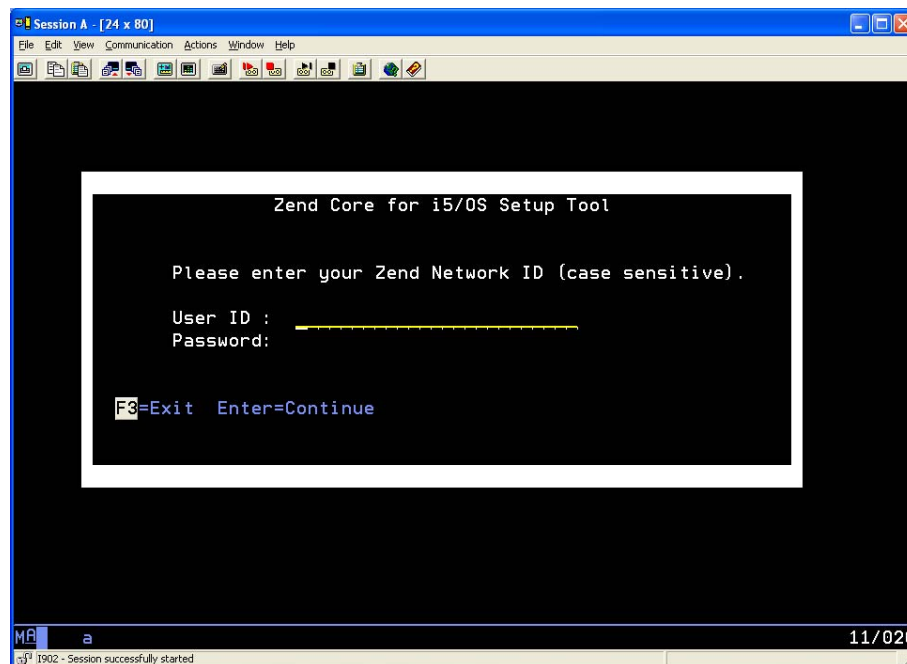 Session A - [24 x 80]
File Edit View Communication Actions Window Help
Zend Core for i5/OS Setup Tool
Please enter your Zend Network ID (case sensitive).
User ID :
Password:
F3=Exit Enter=Continue
MA a 11/020
I902 - Session successfully started